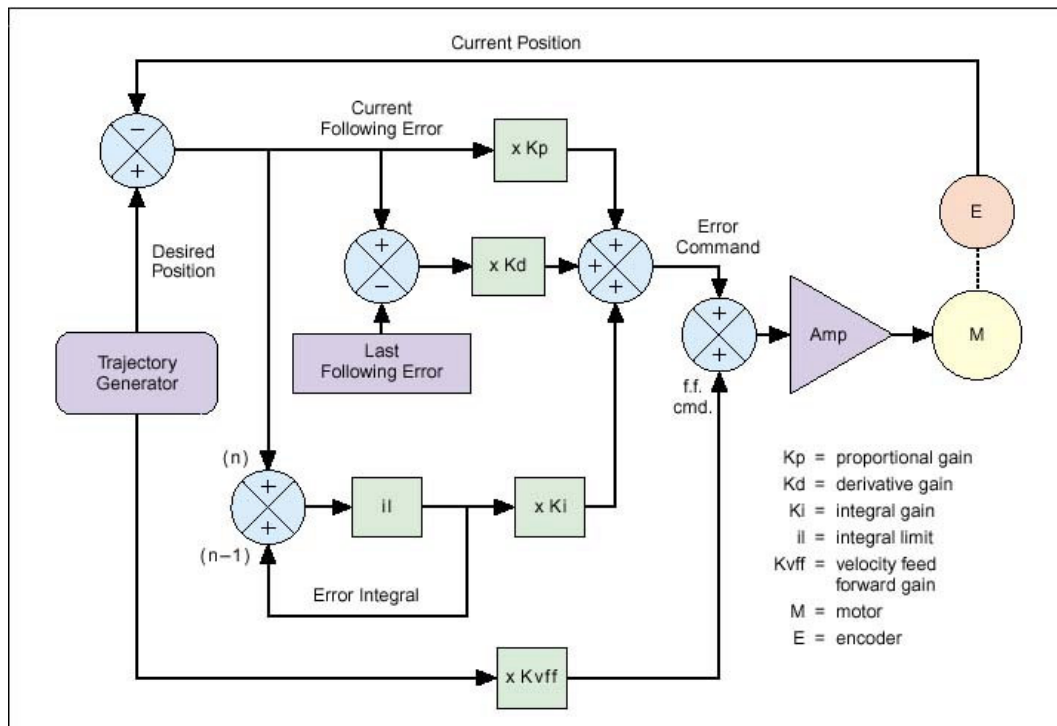 Current Position
−
+
Current
Following Error
x Kp
Desired
Position
+
−
x Kd
+
+
+
Error
Command
E
Trajectory
Generator
Last
Following Error
+
+
f.f.
cmd.
Amp
M
(n)
+
+
(n−1)
il
x Ki
Error Integral
x Kvff
Kp = proportional gain
Kd = derivative gain
Ki = integral gain
il = integral limit
Kvff = velocity feed
forward gain
M = motor
E = encoder